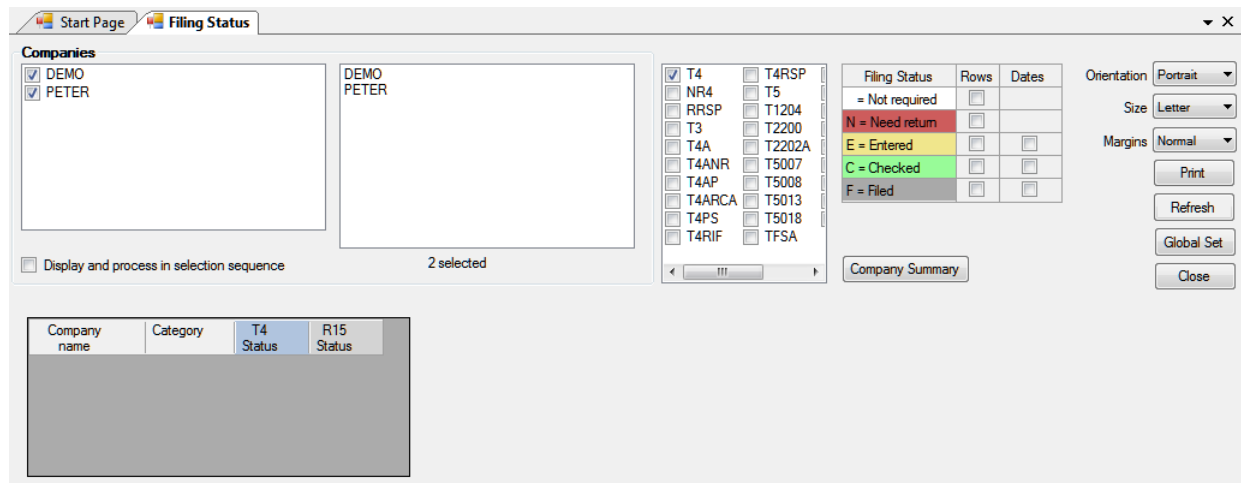 Start Page
Filing Status
Companies
DEMO
PETER
DEMO
PETER
Display and process in selection sequence
2 selected
T4
NR4
RRSP
T3
T4A
T4ANR
T4AP
T4ARCA
T4PS
T4RIF
T4RSP
T5
T1204
T2200
T2202A
T5007
T5008
T5013
T5018
TFSA
Filing Status Rows Dates
= Not required
N = Need return
E = Entered
C = Checked
F = Filed
Company Summary
Orientation Portrait
Size Letter
Margins Normal
Print
Refresh
Global Set
Close
Company name
Category
T4 Status
R15 Status